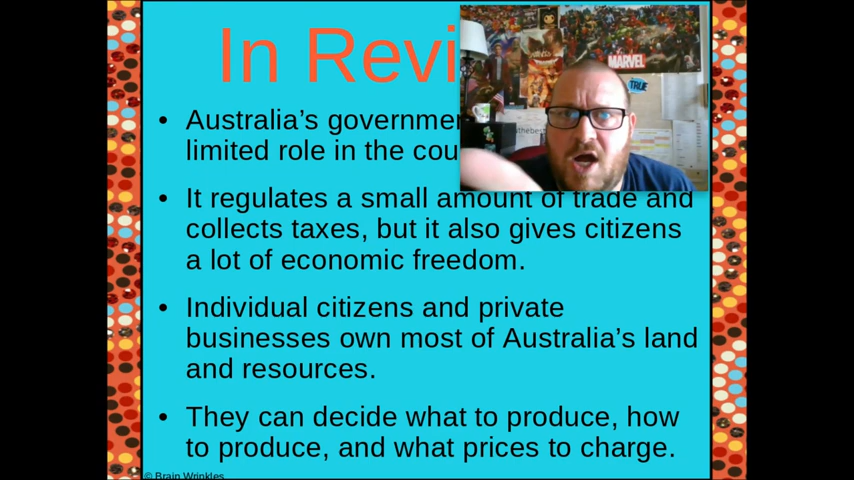 In Revi
• Australia's governmen
limited role in the cou
• It regulates a small amount of trade and
collects taxes, but it also gives citizens
a lot of economic freedom.
• Individual citizens and private
businesses own most of Australia's land
and resources.
• They can decide what to produce, how
to produce, and what prices to charge.
© Brain Wrinkles
MARVEL
TRUE